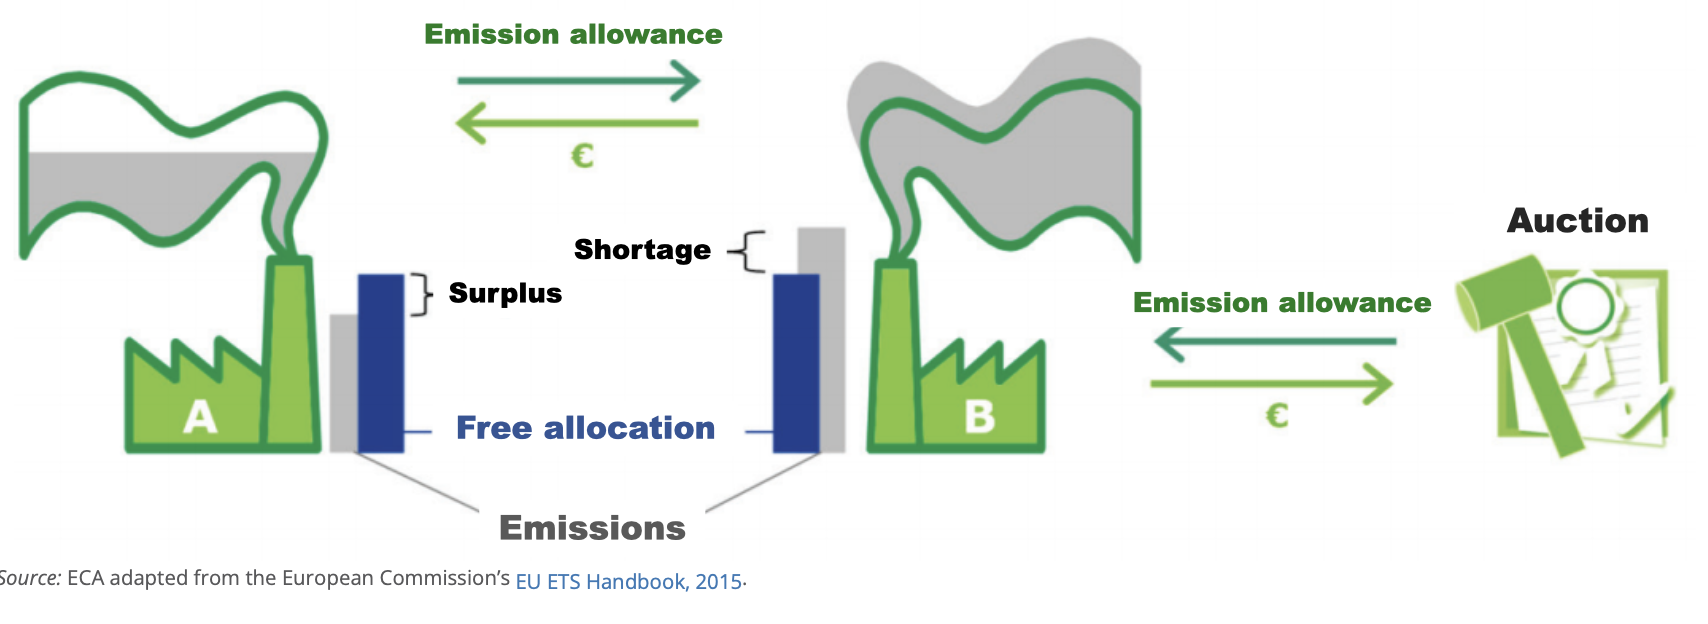 Emission allowance
€
Auction
Shortage
Surplus
Emission allowance
€
A
B
Free allocation
Emissions
Source: ECA adapted from the European Commission’s EU ETS Handbook, 2015.